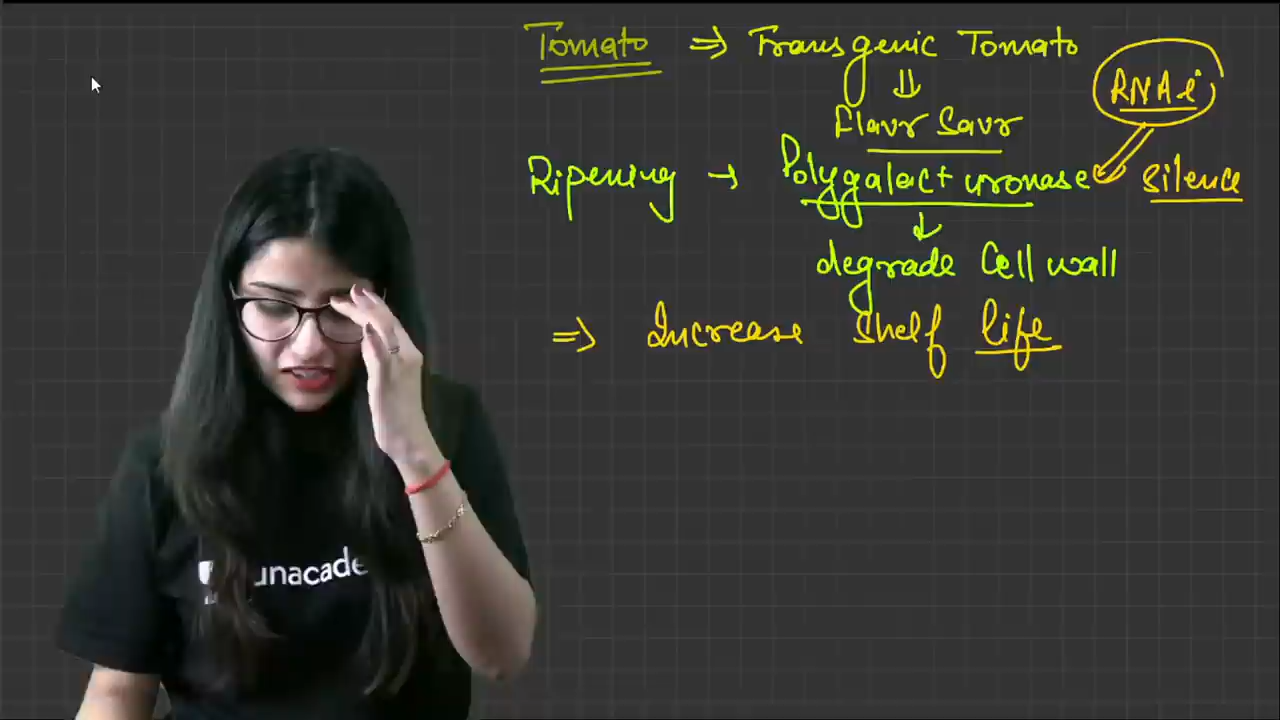 Tomato ⇒ Transgenic Tomato
⇓
RNAi
Flavr Savr
Ripening → Polygalacturonase Silence
↓
degrade Cell wall
⇒ Increase Shelf life
unacade